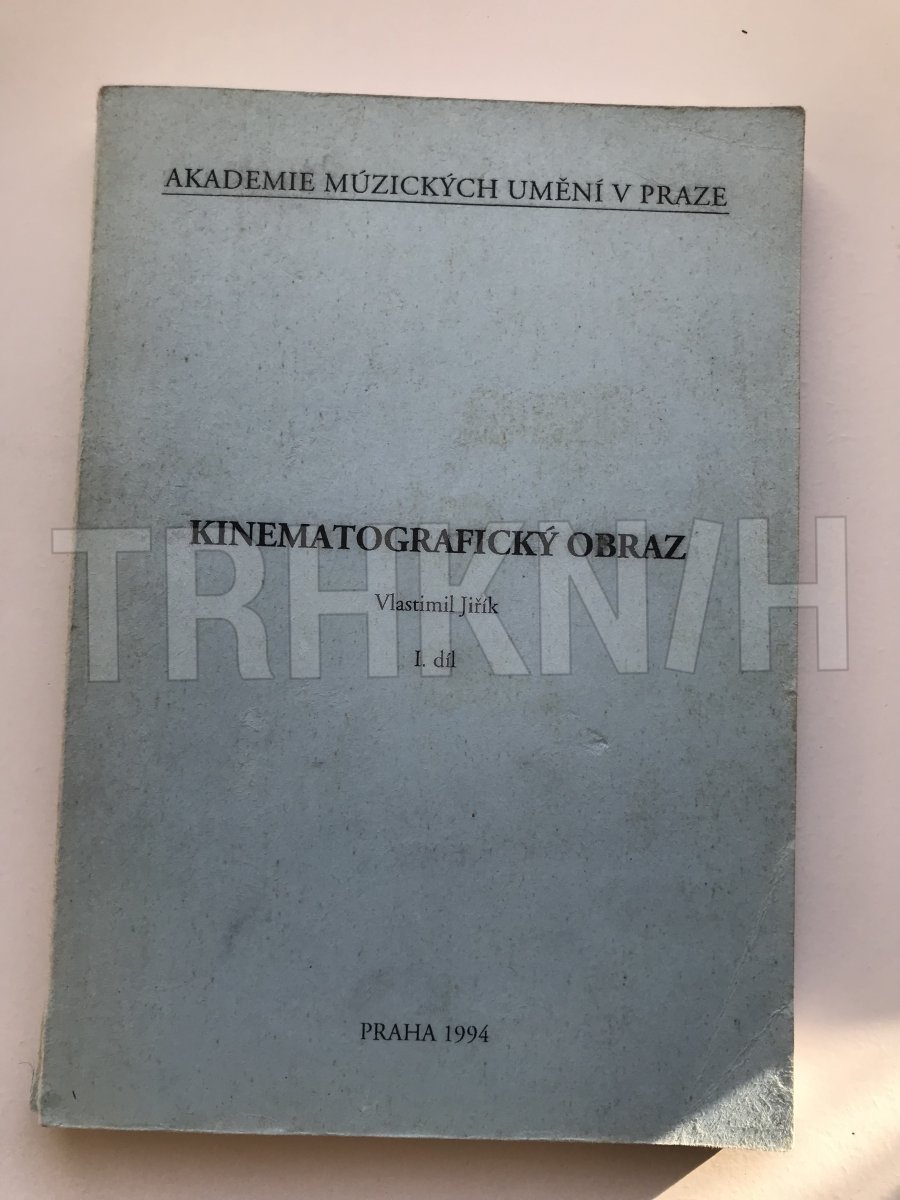 AKADEMIE MÚZICKÝCH UMĚNÍ V PRAZE
KINEMATOGRAFICKÝ OBRAZ
TRHKNIH
Vlastimil Jiřík
I. díl
PRAHA 1994